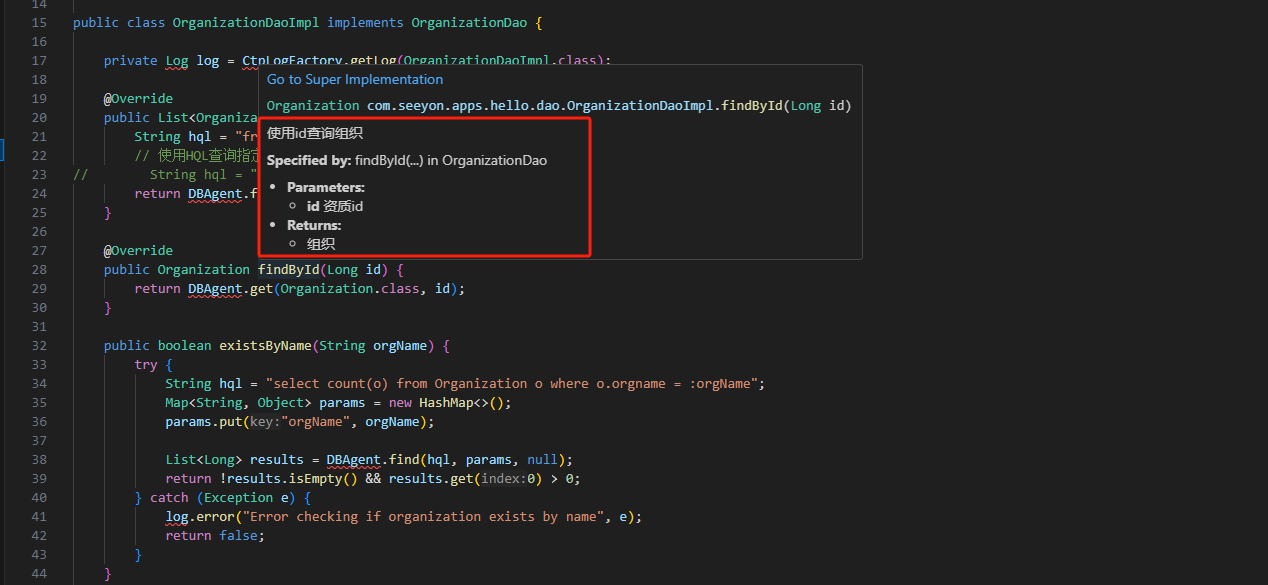 14
15 public class OrganizationDaoImpl implements OrganizationDao {
16
17 private Log log = CtpLogFactory.getLog(OrganizationDaoImpl.class);
18 Go to Super Implementation
19 @Override Organization com.seeyon.apps.hello.dao.OrganizationDaoImpl.findById(Long id)
20 public List<Organiza
21 String hql = "fr 使用id查询组织
22 // 使用HQL查询指定 Specified by: findById(...) in OrganizationDao
23 // String hql = " • Parameters:
24 return DBAgent.f ○ id 资质id
25 } • Returns:
26 ○ 组织
27 @Override
28 public Organization findById(Long id) {
29 return DBAgent.get(Organization.class, id);
30 }
31
32 public boolean existsByName(String orgName) {
33 try {
34 String hql = "select count(o) from Organization o where o.orgname = :orgName";
35 Map<String, Object> params = new HashMap<>();
36 params.put(key:"orgName", orgName);
37
38 List<Long> results = DBAgent.find(hql, params, null);
39 return !results.isEmpty() && results.get(index:0) > 0;
40 } catch (Exception e) {
41 log.error("Error checking if organization exists by name", e);
42 return false;
43 }
44 }